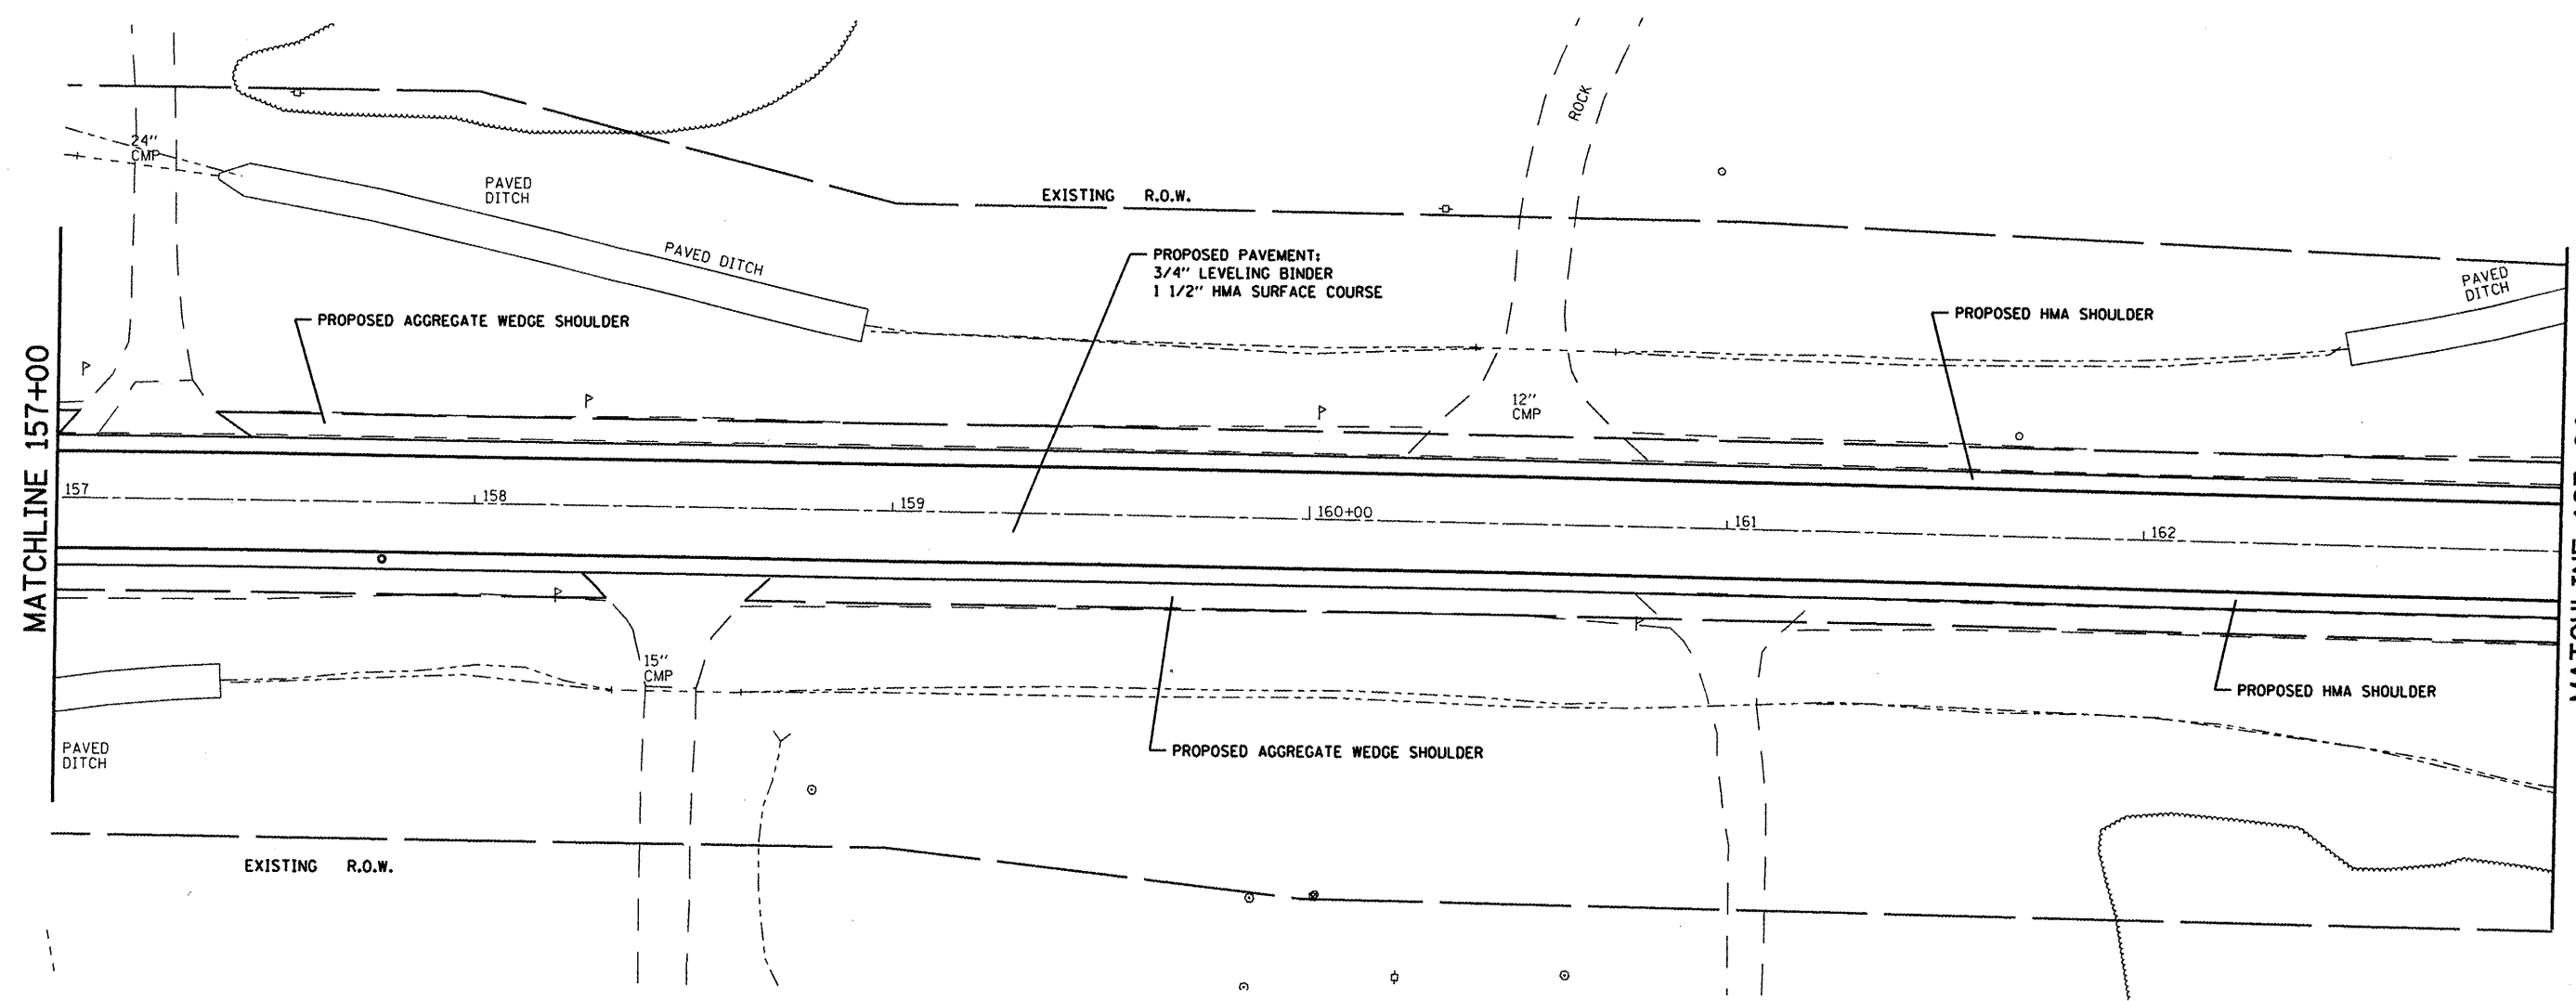 ROCK
24"
CMP
PAVED
DITCH
EXISTING R.O.W.
PAVED DITCH
PROPOSED PAVEMENT:
3/4" LEVELING BINDER
1 1/2" HMA SURFACE COURSE
PAVED
DITCH
PROPOSED AGGREGATE WEDGE SHOULDER
PROPOSED HMA SHOULDER
MATCHLINE 157+00
12"
CMP
157
158
159
160+00
161
162
15"
CMP
PROPOSED HMA SHOULDER
PAVED
DITCH
PROPOSED AGGREGATE WEDGE SHOULDER
EXISTING R.O.W.